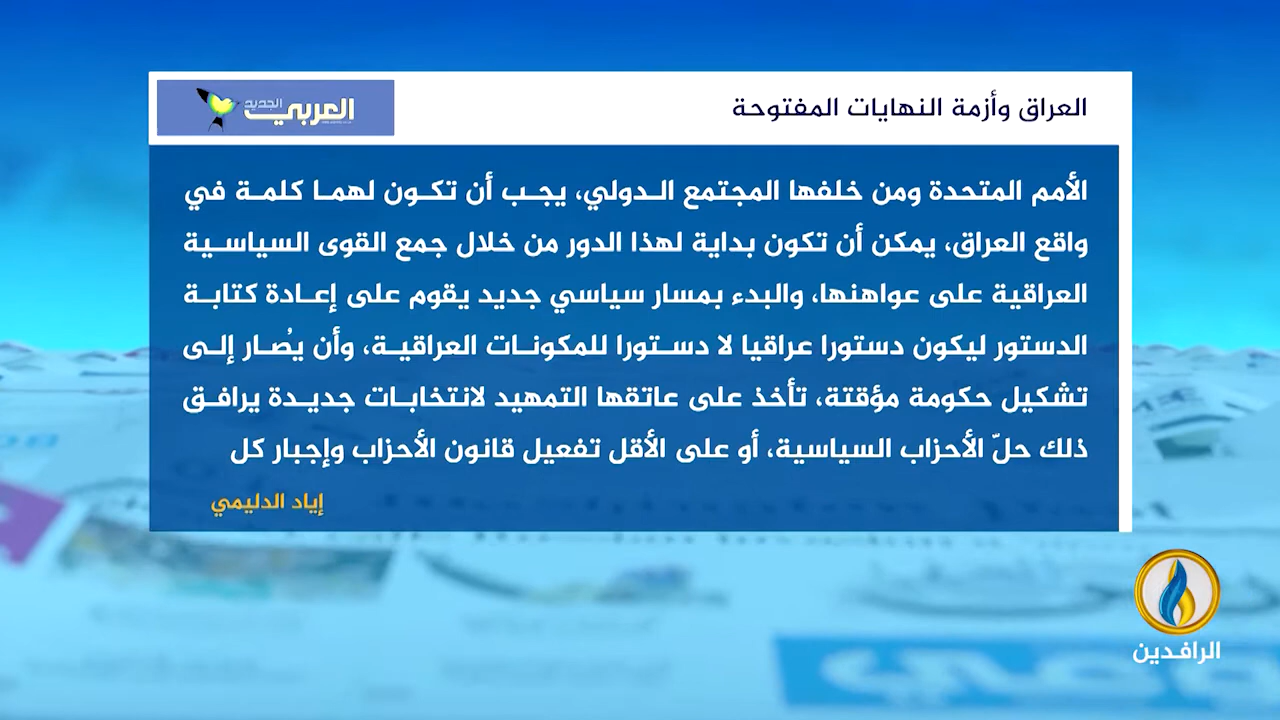 العراق وأزمة النهايات المفتوحة
العربي الجديد
الأمم المتحدة ومن خلفها المجتمع الدولي، يجب أن تكون لهما كلمة في
واقع العراق، يمكن أن تكون بداية لهذا الدور من خلال جمع القوى السياسية
العراقية على عواهنها، والبدء بمسار سياسي جديد يقوم على إعادة كتابة
الدستور ليكون دستورا عراقيا لا دستورا للمكونات العراقية، وأن يُصار إلى
تشكيل حكومة مؤقتة، تأخذ على عاتقها التمهيد لانتخابات جديدة يرافق
ذلك حلّ الأحزاب السياسية، أو على الأقل تفعيل قانون الأحزاب وإجبار كل
إياد الدليمي
الرافدين